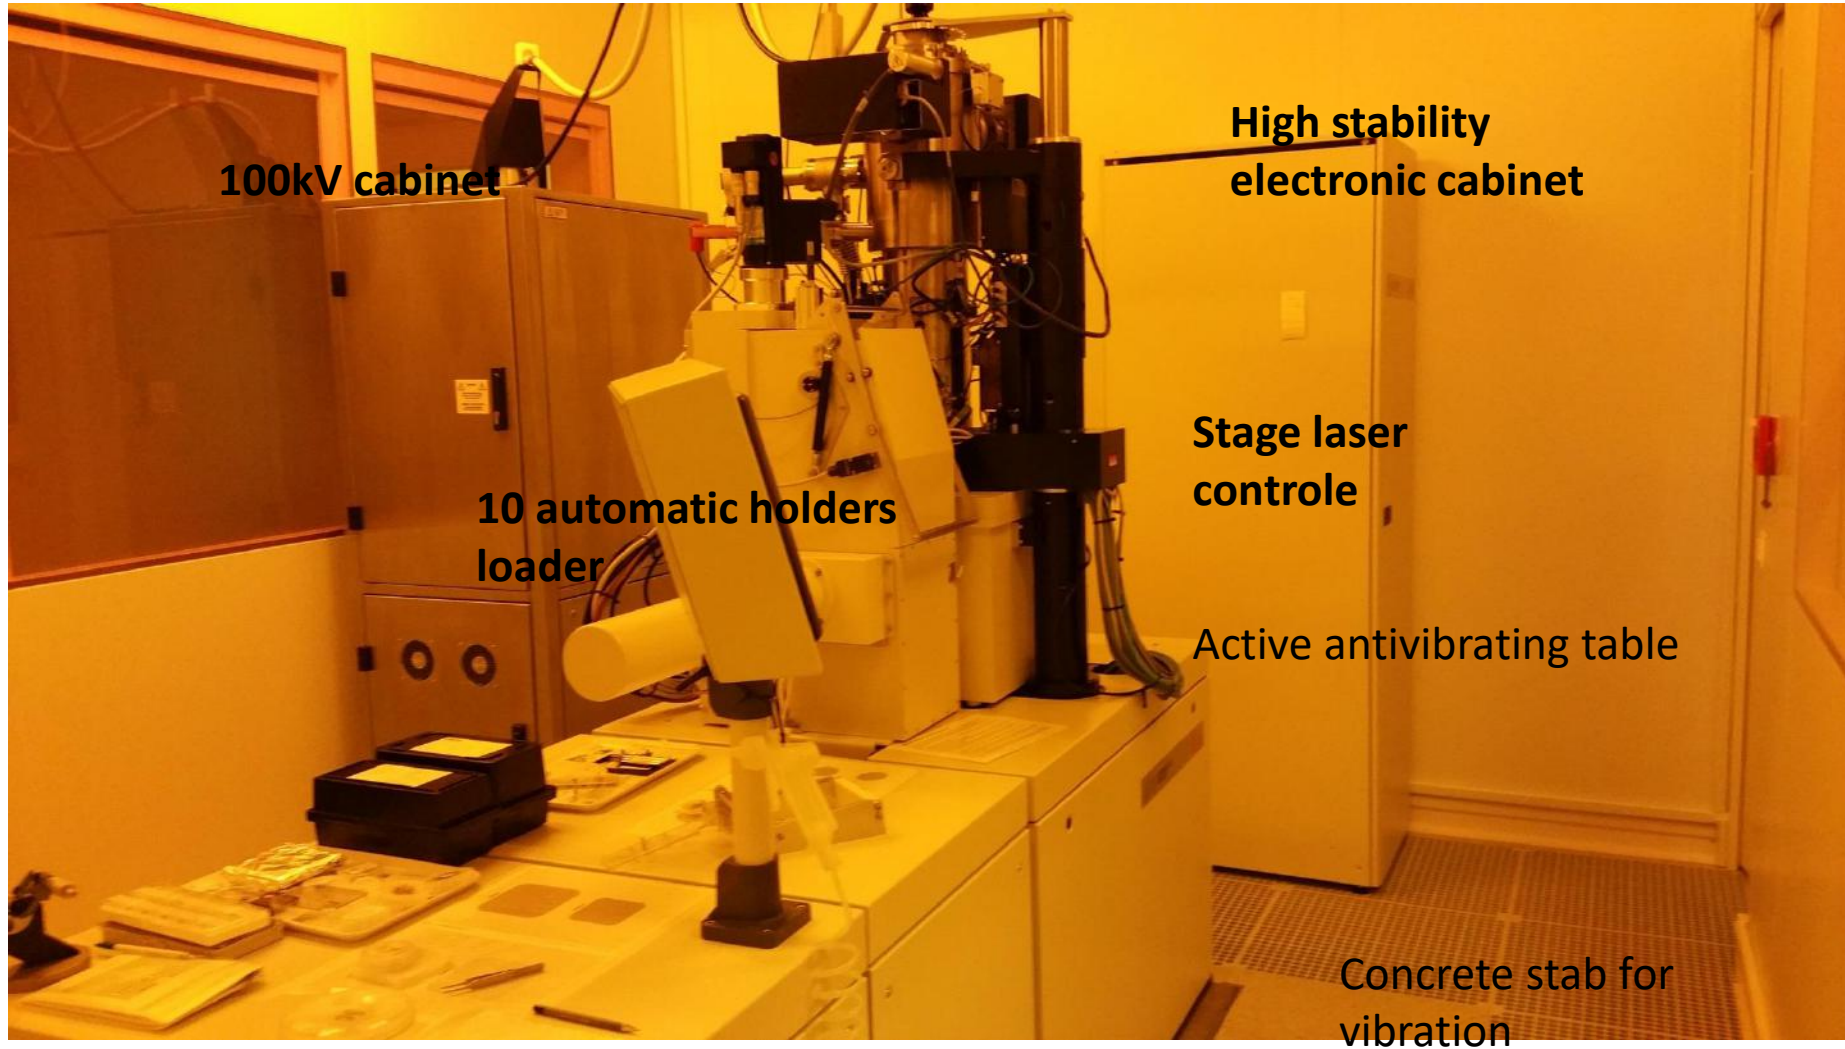 100kV cabinet
High stability
electronic cabinet
Stage laser
controle
10 automatic holders
loader
Active antivibrating table
Concrete stab for
vibration